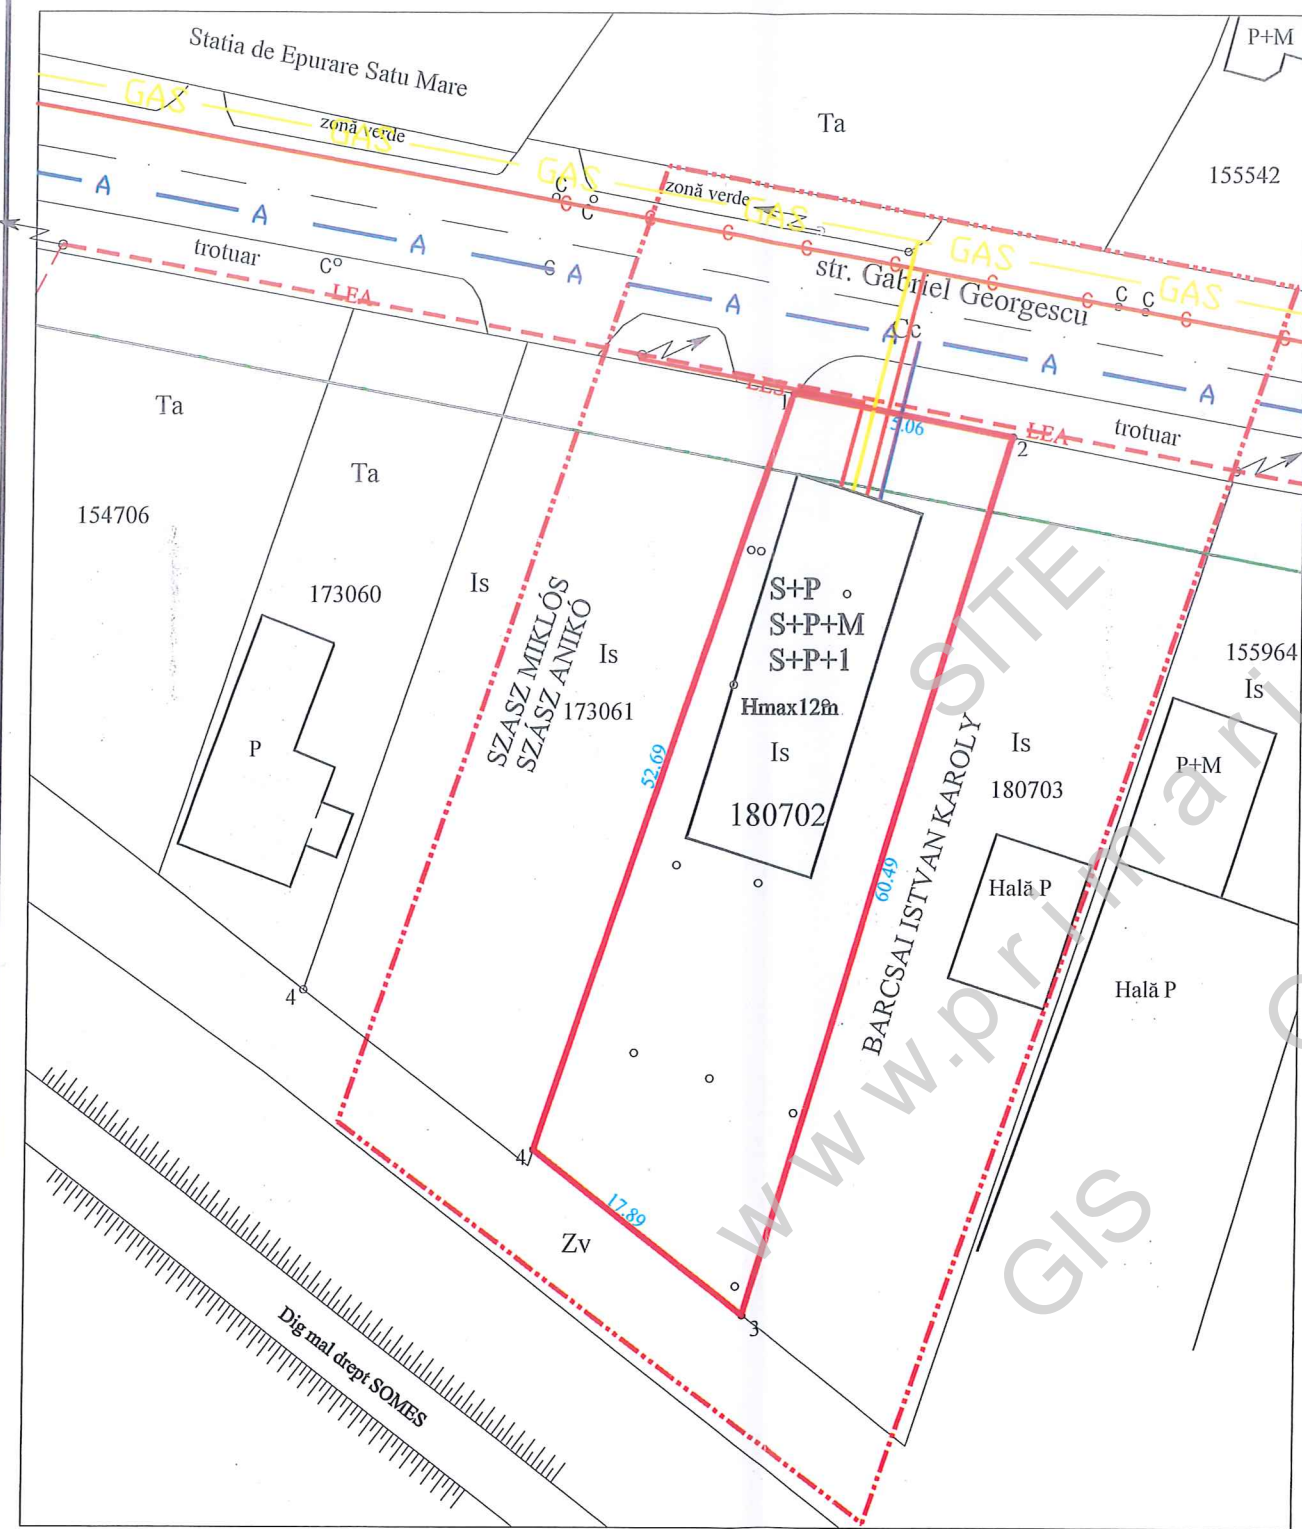 Statia de Epurare Satu Mare
P+M
GAS
zonă verde
GAS
Ta
155542
GAS
C
C
C
C
zonă verde
GAS
C
C
C
GAS
GAS
C
C
C
C
C
C
A
A
A
A
A
A
A
A
trotuar
C
C
LEA
str. Gabriel Georgescu
Cc
LES
1
5.06
LEA
2
trotuar
Ta
Ta
154706
173060
Is
SZASZ MIKLÓS
SZÁSZ ANIKÓ
Is
173061
S+P
S+P+M
S+P+1
Hmax12m
Is
180702
52.69
60.49
BARCSAI ISTVAN KAROLY
Is
180703
155964
Is
P+M
P
Hală P
Hală P
4
4
17.89
Zv
3
Dig mal drept SOMES
SITE
www.primari
GIS